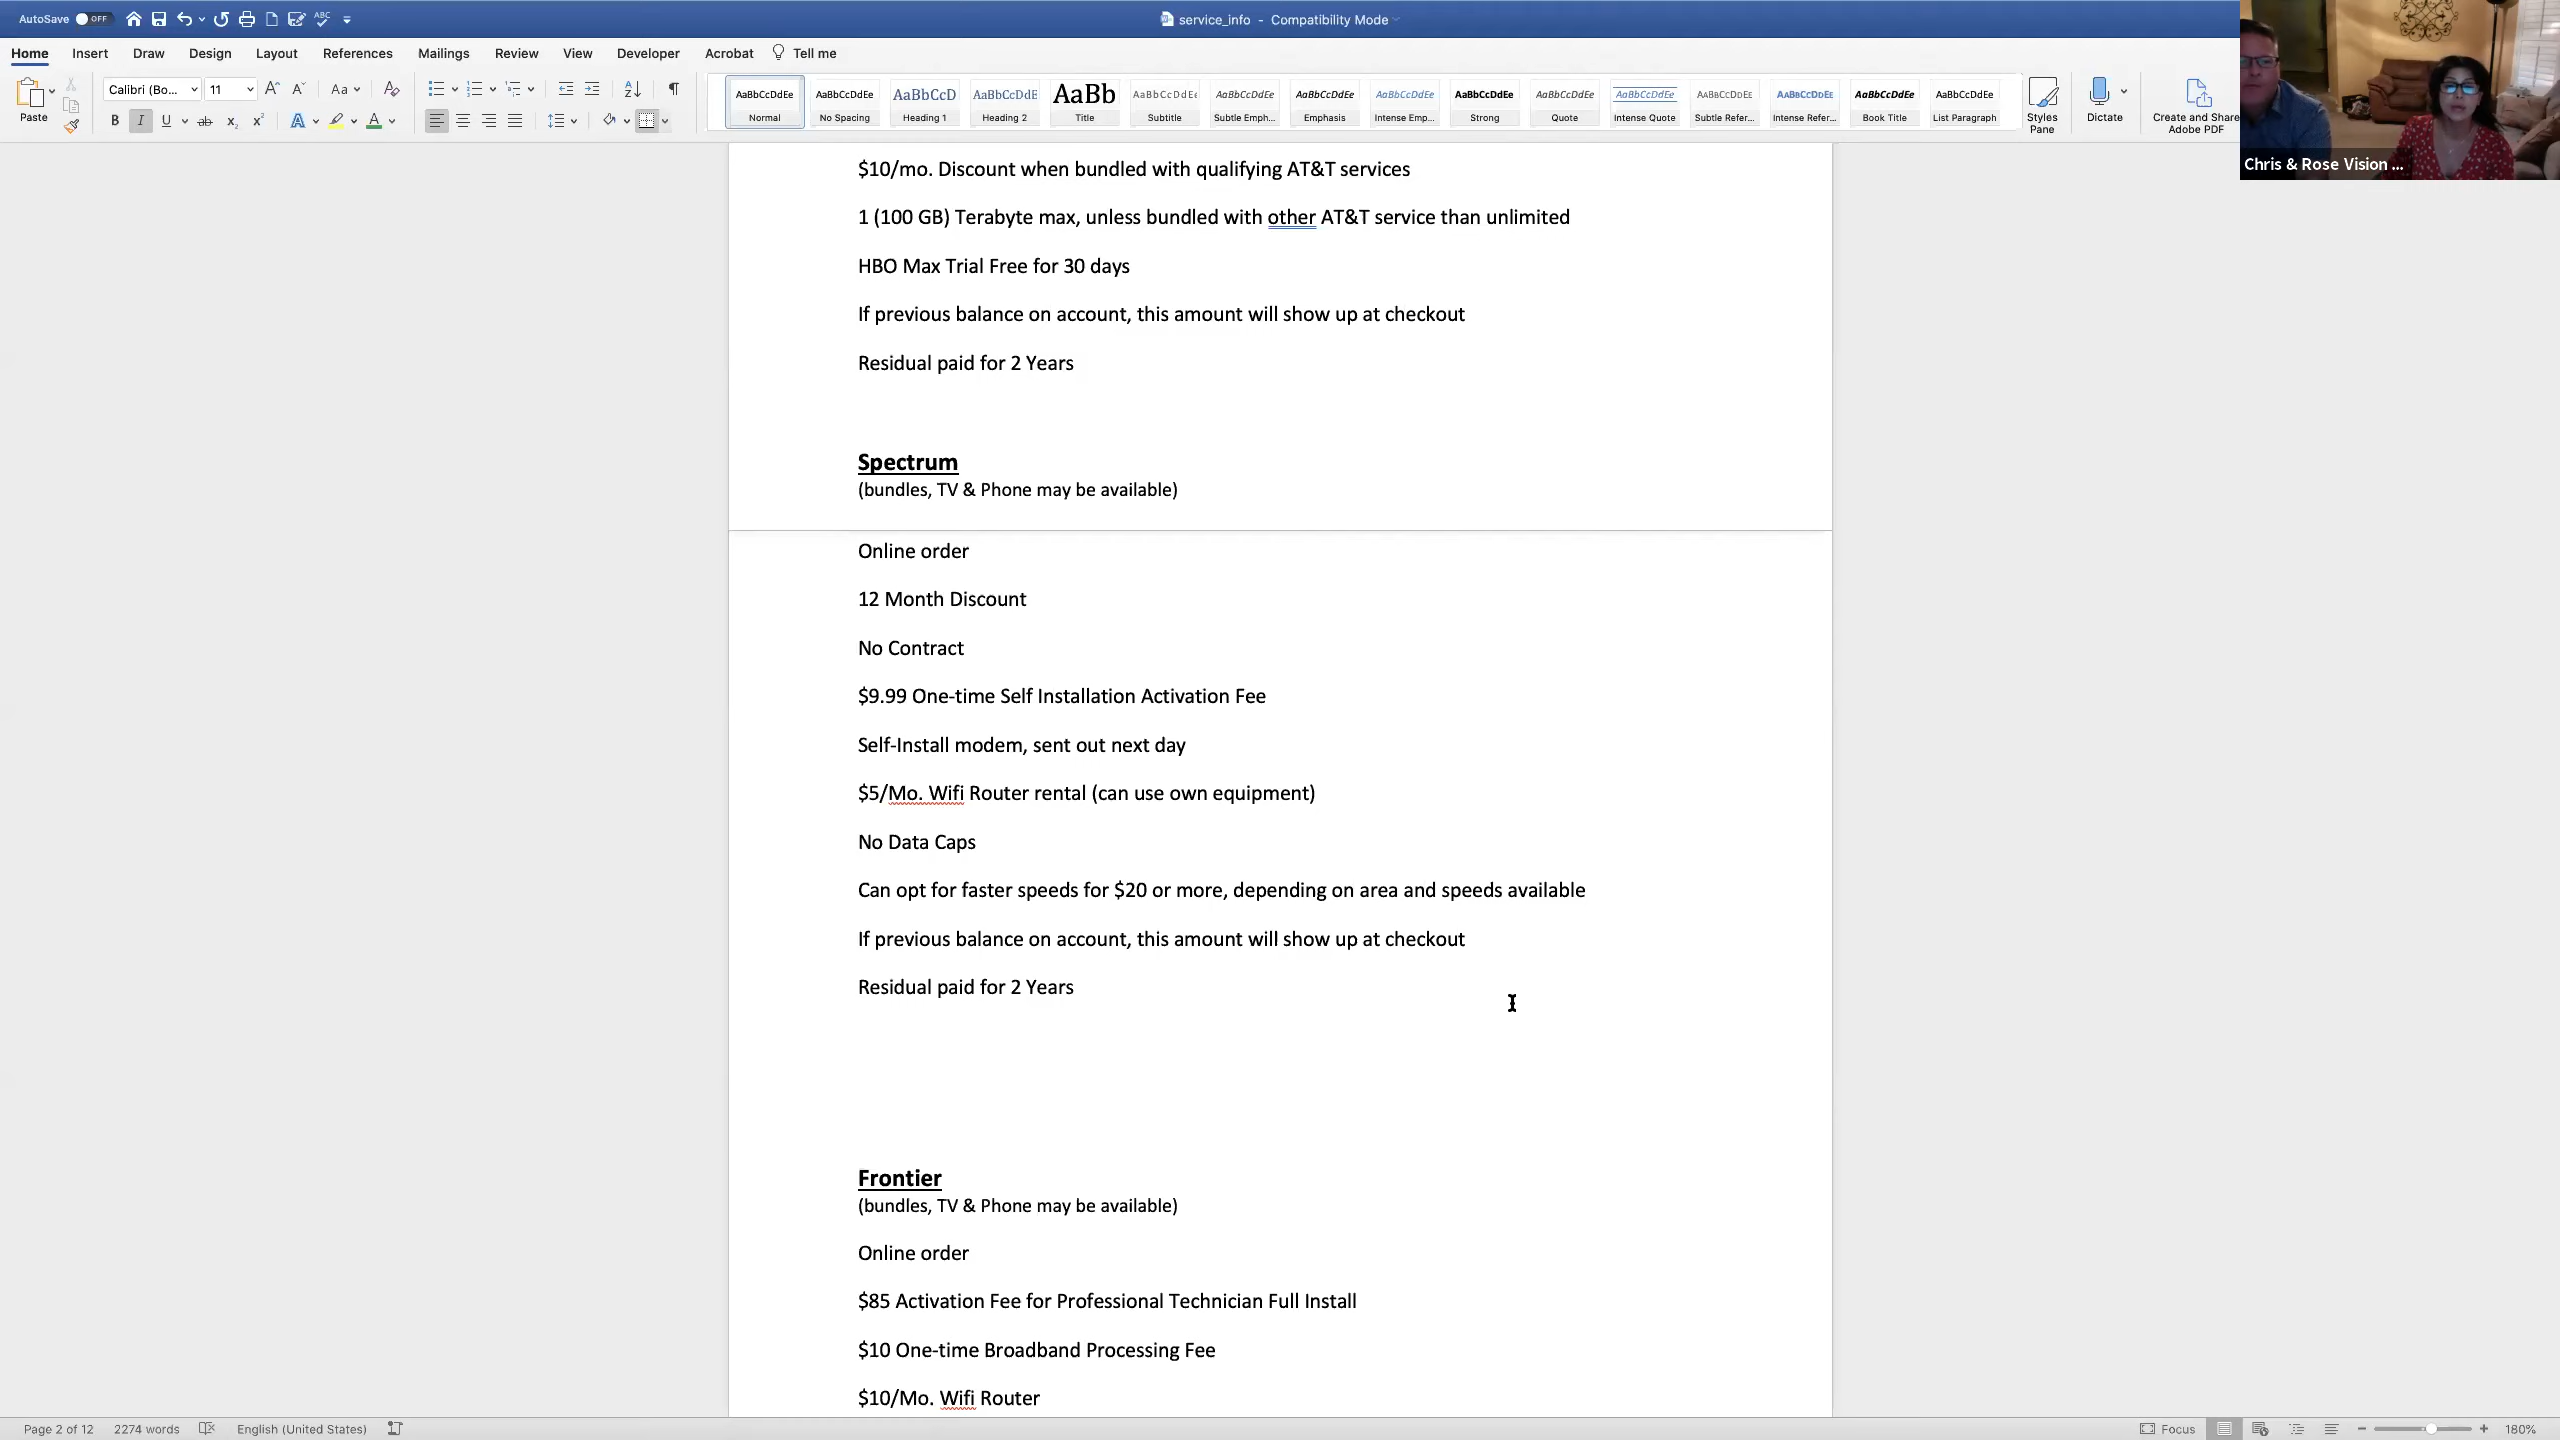 AutoSave OFF
service_info - Compatibility Mode
Home Insert Draw Design Layout References Mailings Review View Developer Acrobat Tell me
Paste
Calibri (Bo... 11
AaBbCcDdEe Normal
AaBbCcDdEe No Spacing
AaBbCcD Heading 1
AaBbCcDdE Heading 2
AaBb Title
AaBbCcDdEe Subtitle
AaBbCcDdEe Subtle Emph...
AaBbCcDdEe Emphasis
AaBbCcDdEe Intense Emp...
AaBbCcDdEe Strong
AaBbCcDdEe Quote
AaBbCcDdEe Intense Quote
AaBbCcDdEe Subtle Refer...
AaBbCcDdEe Intense Refer...
AaBbCcDdEe Book Title
AaBbCcDdEe List Paragraph
Styles Pane
Dictate
Create and Share Adobe PDF
Chris & Rose Vision ...
$10/mo. Discount when bundled with qualifying AT&T services
1 (100 GB) Terabyte max, unless bundled with other AT&T service than unlimited
HBO Max Trial Free for 30 days
If previous balance on account, this amount will show up at checkout
Residual paid for 2 Years
Spectrum
(bundles, TV & Phone may be available)
Online order
12 Month Discount
No Contract
$9.99 One-time Self Installation Activation Fee
Self-Install modem, sent out next day
$5/Mo. Wifi Router rental (can use own equipment)
No Data Caps
Can opt for faster speeds for $20 or more, depending on area and speeds available
If previous balance on account, this amount will show up at checkout
Residual paid for 2 Years
Frontier
(bundles, TV & Phone may be available)
Online order
$85 Activation Fee for Professional Technician Full Install
$10 One-time Broadband Processing Fee
$10/Mo. Wifi Router
Page 2 of 12 2274 words English (United States) Focus 180%